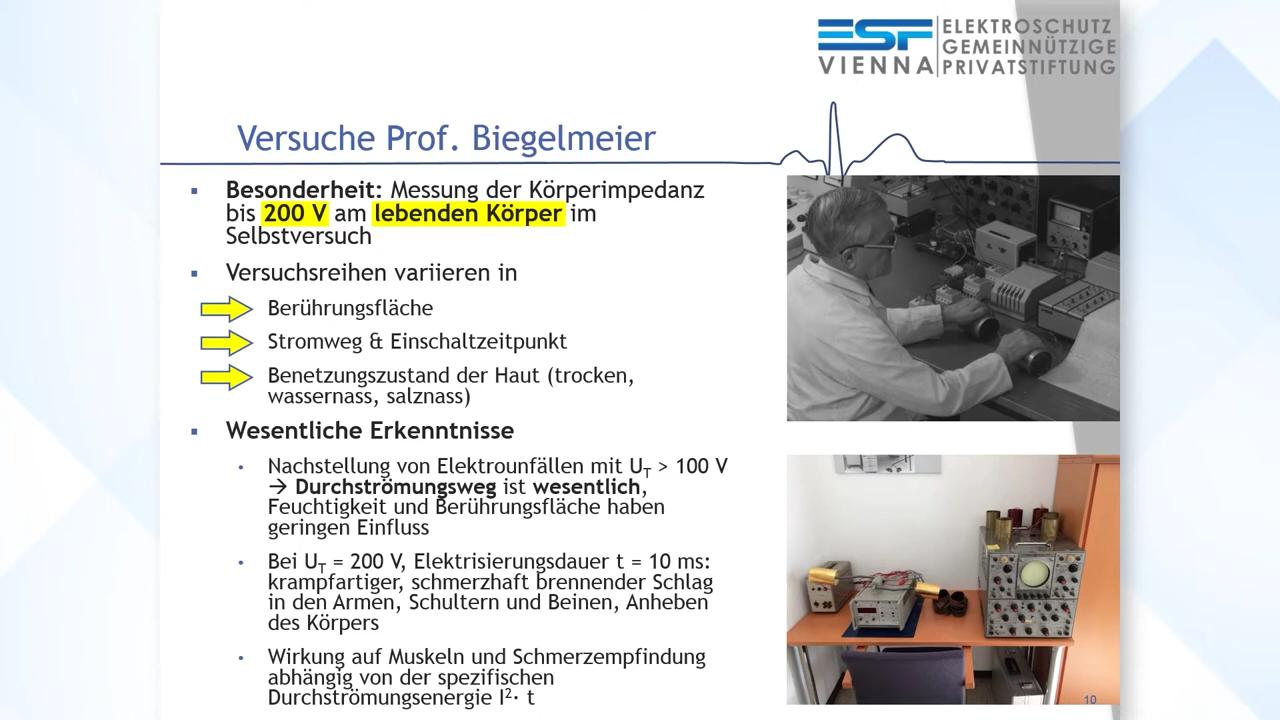 ESF
VIENNA
ELEKTROSCHUTZ
GEMEINNÜTZIGE
PRIVATSTIFTUNG
Versuche Prof. Biegelmeier
▪ Besonderheit: Messung der Körperimpedanz
bis 200 V am lebenden Körper im
Selbstversuch
▪ Versuchsreihen variieren in
Berührungsfläche
Stromweg & Einschaltzeitpunkt
Benetzungszustand der Haut (trocken,
wassernass, salznass)
▪ Wesentliche Erkenntnisse
• Nachstellung von Elektrounfällen mit U_T > 100 V
→ Durchströmungsweg ist wesentlich,
Feuchtigkeit und Berührungsfläche haben
geringen Einfluss
• Bei U_T = 200 V, Elektrisierungsdauer t = 10 ms:
krampfartiger, schmerzhaft brennender Schlag
in den Armen, Schultern und Beinen, Anheben
des Körpers
• Wirkung auf Muskeln und Schmerzempfindung
abhängig von der spezifischen
Durchströmungsenergie I²· t
10